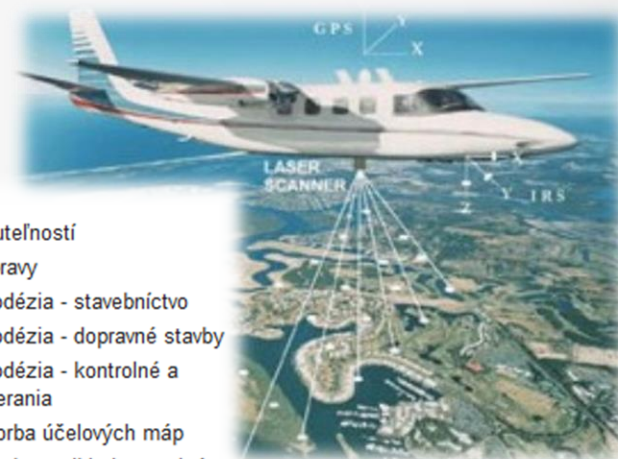 GPS
Y
X
LASER
SCANNER
X
Y IRS
Z
uteľností
ravy
odézia - stavebníctvo
odézia - dopravné stavby
odézia - kontrolné a
erania
orba účelových máp